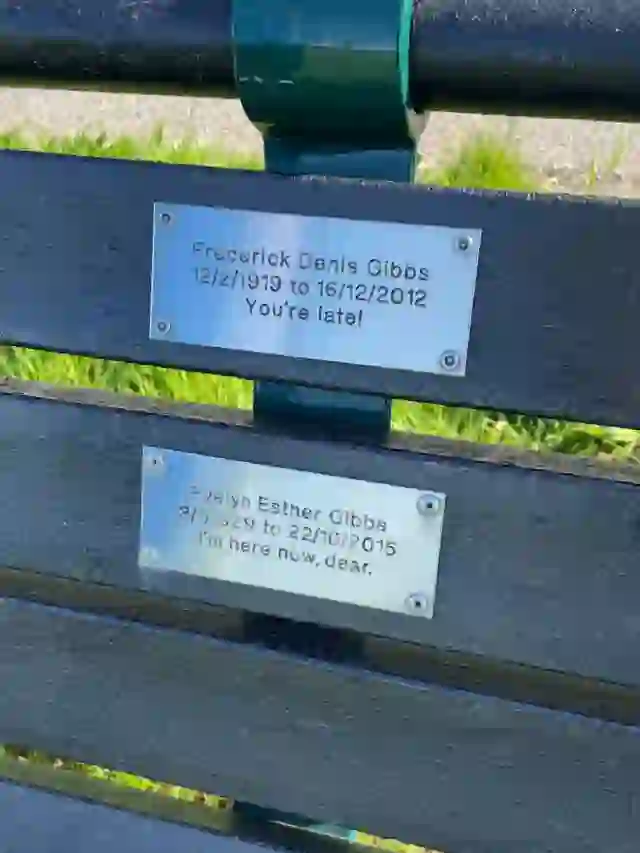 Frederick Denis Gibbs
12/2/1919 to 16/12/2012
You're late!
Evelyn Esther Gibbs
to 22/10/2015
I'm here now, dear.